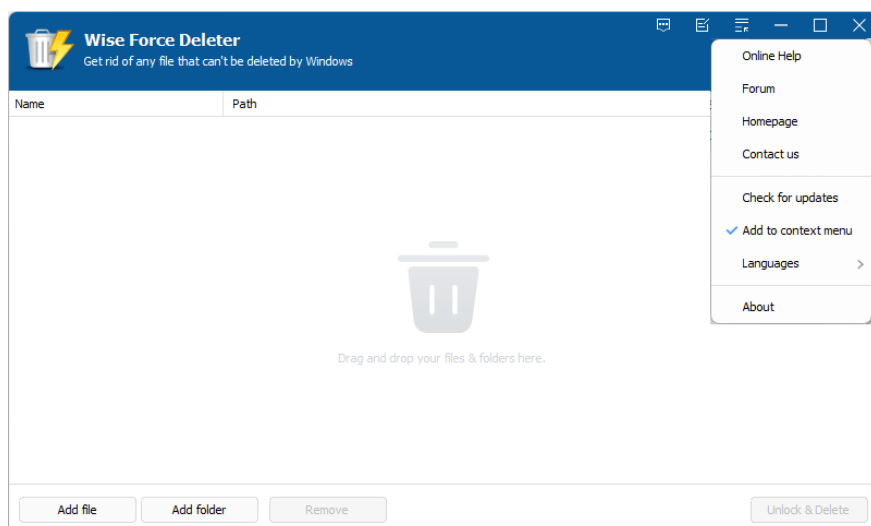 Wise Force Deleter
Get rid of any file that can't be deleted by Windows
Name
Path
Online Help
Forum
Homepage
Contact us
Check for updates
Add to context menu
Languages
About
Drag and drop your files & folders here.
Add file
Add folder
Remove
Unlock & Delete